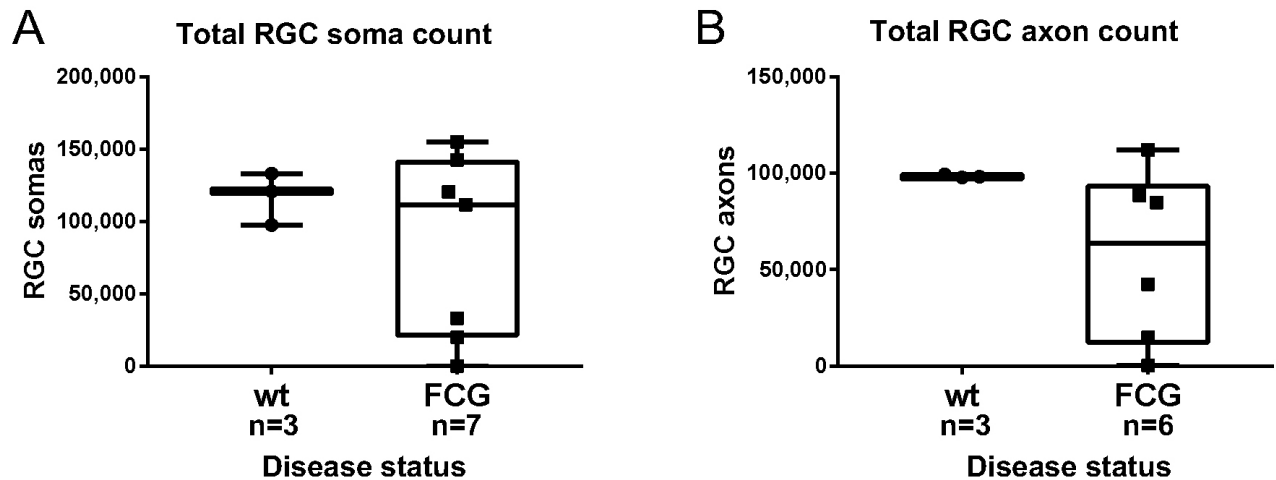 A
Total RGC soma count
RGC somas
200,000
150,000
100,000
50,000
0
wt
n=3
FCG
n=7
Disease status
B
Total RGC axon count
RGC axons
150,000
100,000
50,000
0
wt
n=3
FCG
n=6
Disease status